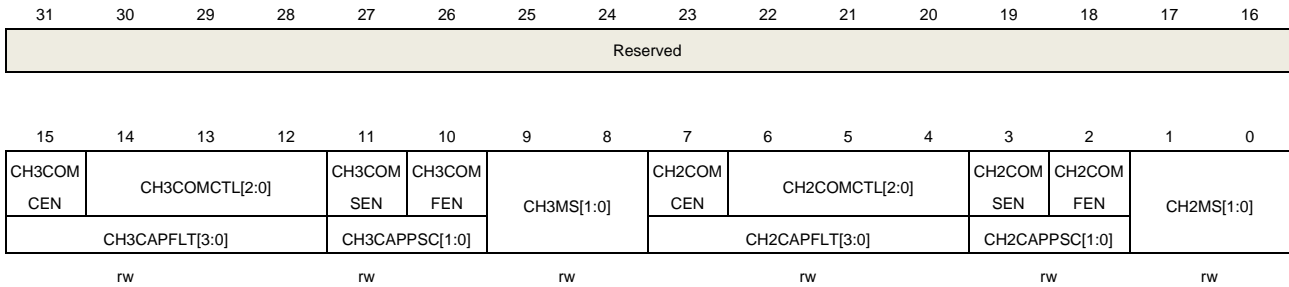 31 30 29 28 27 26 25 24 23 22 21 20 19 18 17 16
Reserved
15 14 13 12 11 10 9 8 7 6 5 4 3 2 1 0
CH3COM CEN CH3COMCTL[2:0] CH3COM SEN CH3COM FEN CH3MS[1:0] CH2COM CEN CH2COMCTL[2:0] CH2COM SEN CH2COM FEN CH2MS[1:0]
CH3CAPFLT[3:0] CH3CAPPSC[1:0] CH2CAPFLT[3:0] CH2CAPPSC[1:0]
rw rw rw rw rw rw